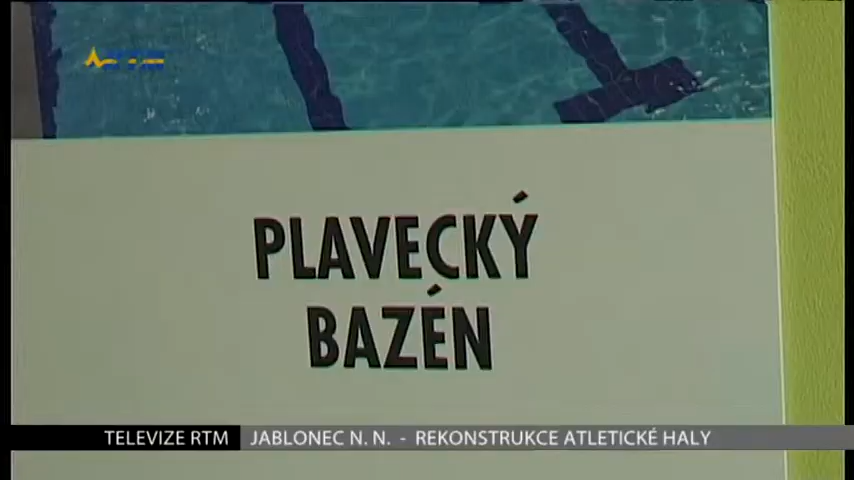 PLAVECKÝ
BAZÉN
TELEVIZE RTM JABLONEC N. N. - REKONSTRUKCE ATLETICKÉ HALY